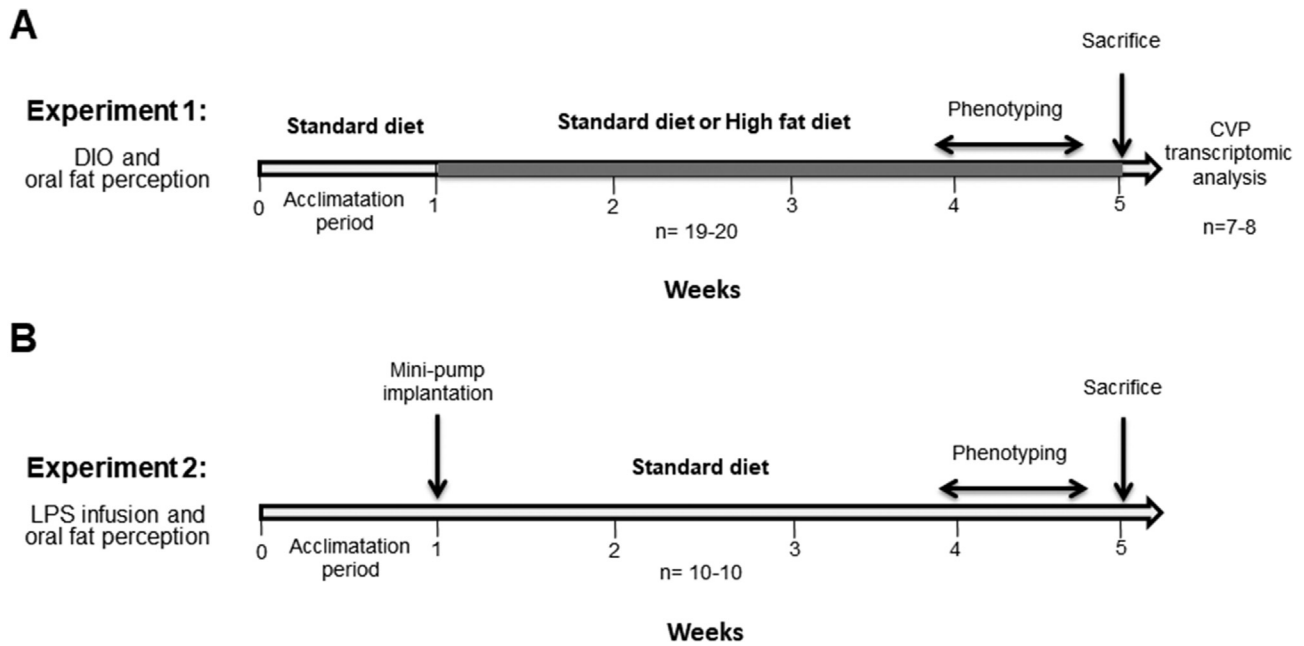 A
Sacrifice
Experiment 1:
DIO and
oral fat perception
Standard diet
Standard diet or High fat diet
Phenotyping
CVP
transcriptomic
analysis
0
Acclimatation
period
1
2
3
4
5
n= 19-20
n=7-8
Weeks
B
Mini-pump
implantation
Sacrifice
Experiment 2:
LPS infusion and
oral fat perception
Standard diet
Phenotyping
0
Acclimatation
period
1
2
3
4
5
n= 10-10
Weeks